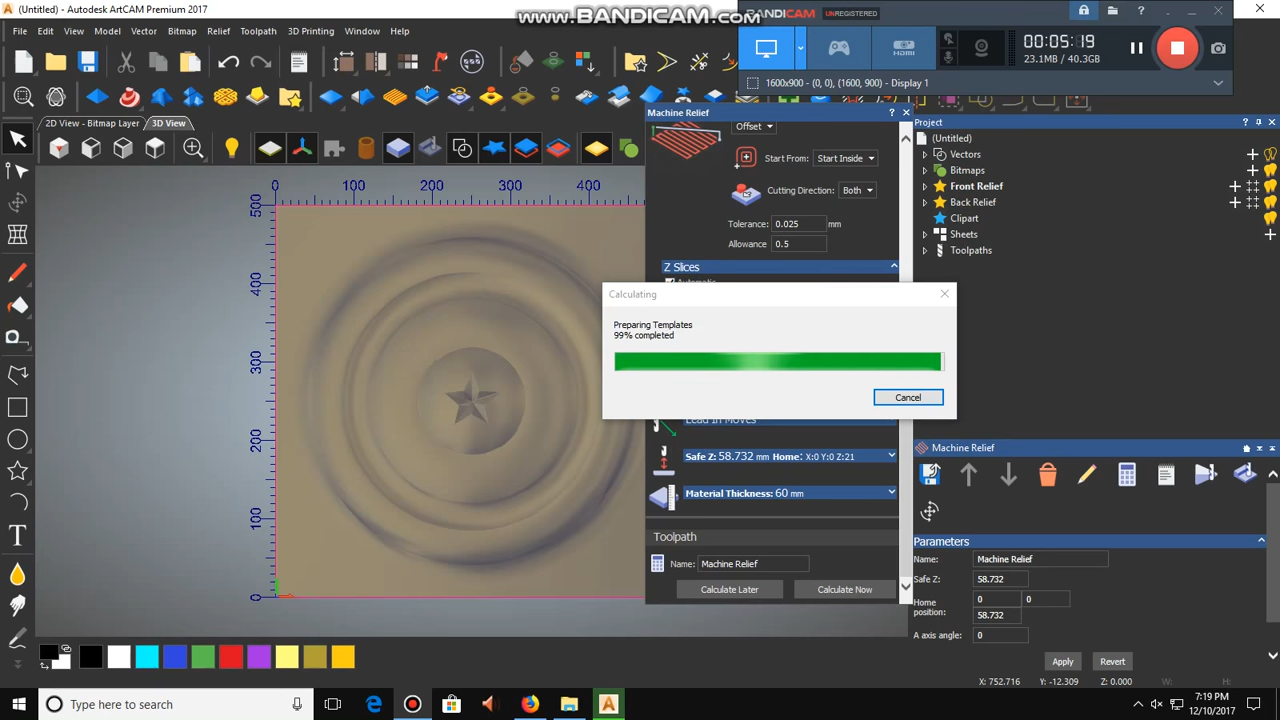 (Untitled) - Autodesk ArtCAM Premium 2017
www.BANDICAM.com
BANDICAM UNREGISTERED
00:05:19
23.1MB / 40.3GB
1600x900 - (0, 0), (1600, 900) - Display 1
File Edit View Model Vector Bitmap Relief Toolpath 3D Printing Window Help
2D View - Bitmap Layer 3D View
0 100 200 300 400
500
400
300
200
100
0
Machine Relief
Offset
Start From: Start Inside
Cutting Direction: Both
Tolerance: 0.025 mm
Allowance 0.5
Z Slices
Automatic
Calculating
Preparing Templates
99% completed
Cancel
Lead In Moves
Safe Z: 58.732 mm Home: X:0 Y:0 Z:21
Material Thickness: 60 mm
Toolpath
Name: Machine Relief
Calculate Later Calculate Now
Project
(Untitled)
Vectors
Bitmaps
Front Relief
Back Relief
Clipart
Sheets
Toolpaths
Machine Relief
Parameters
Name: Machine Relief
Safe Z: 58.732
Home position: 0 0
58.732
A axis angle: 0
Apply Revert
X: 752.716 Y: -12.309 Z: 0.000 W: H:
Type here to search
7:19 PM
12/10/2017